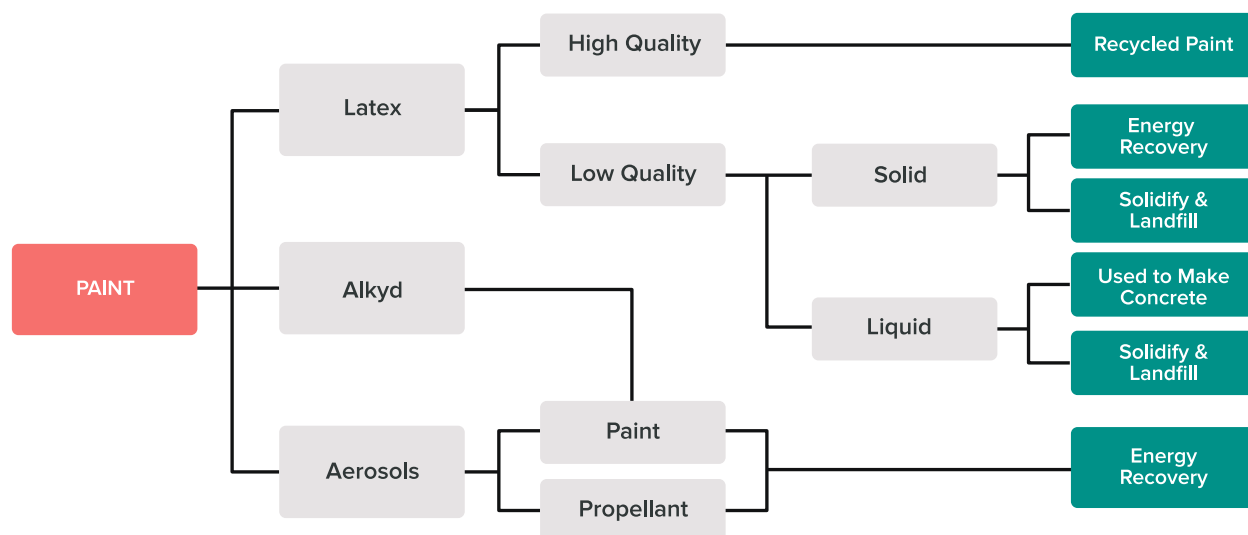 High Quality
Recycled Paint
Latex
Energy
Recovery
Low Quality
Solid
Solidify &
Landfill
PAINT
Alkyd
Used to Make
Concrete
Liquid
Solidify &
Landfill
Paint
Aerosols
Energy
Recovery
Propellant